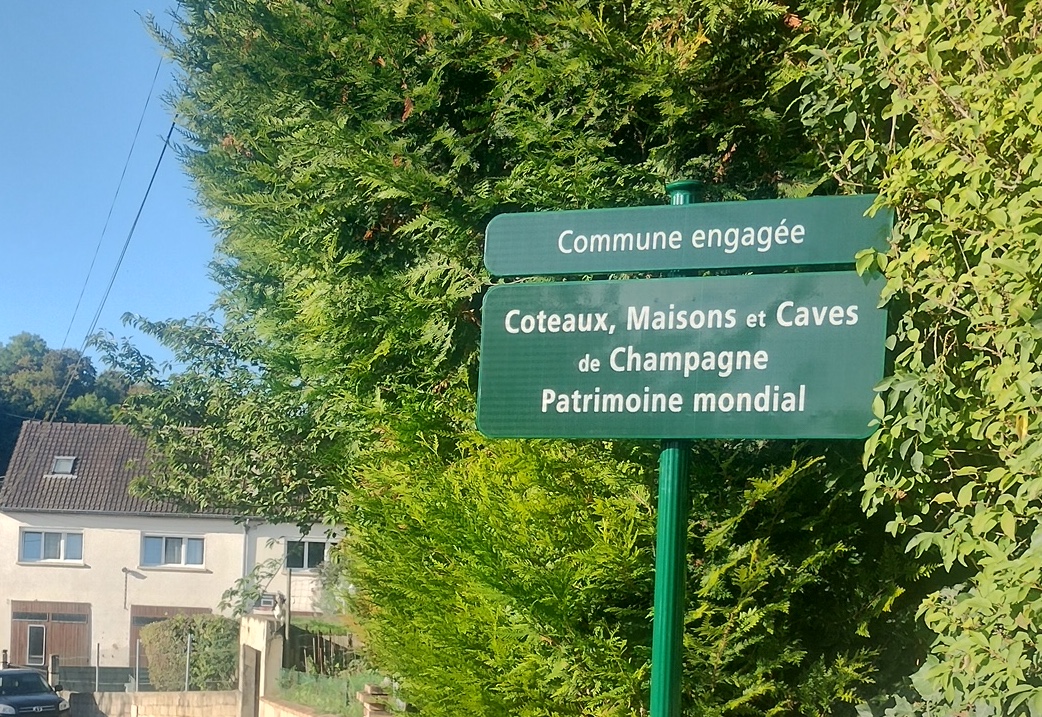 Commune engagée
Coteaux, Maisons et Caves
de Champagne
Patrimoine mondial